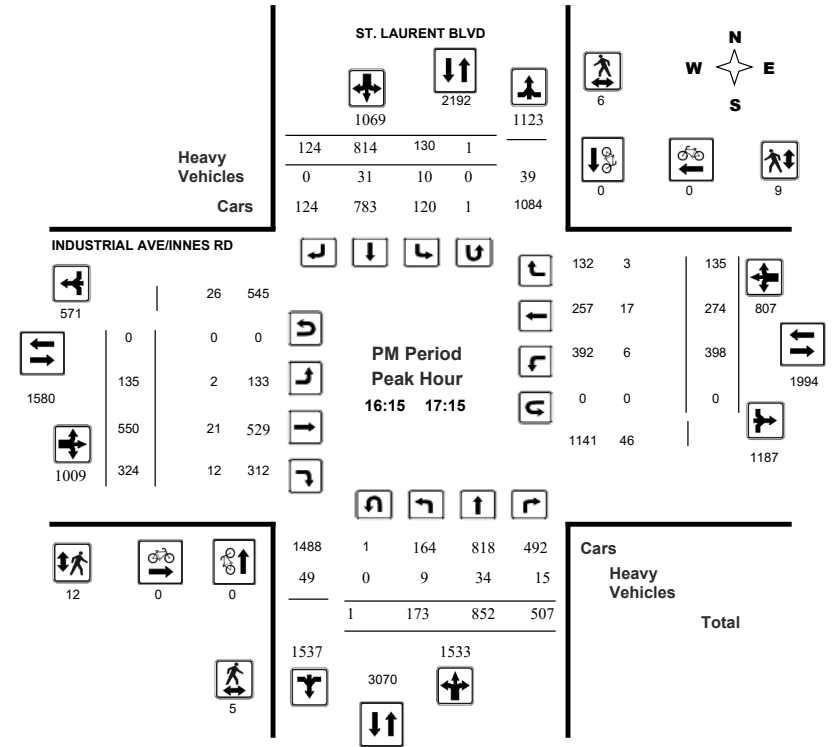 ST. LAURENT BLVD
N
W E
S
6
2192
1069 1123
124 814 130 1
Heavy
Vehicles 0 31 10 0 39
Cars 124 783 120 1 1084
0 0 9
INDUSTRIAL AVE/INNES RD
571 26 545
0 0 0
1580 135 2 133
550 21 529
1009 324 12 312
PM Period
Peak Hour
16:15 17:15
132 3 135
257 17 274 807
392 6 398
1994
0 0 0
1141 46 1187
1488 1 164 818 492 Cars
49 0 9 34 15 Heavy
Vehicles
1 173 852 507 Total
12 0 0
1537 1533
3070
5